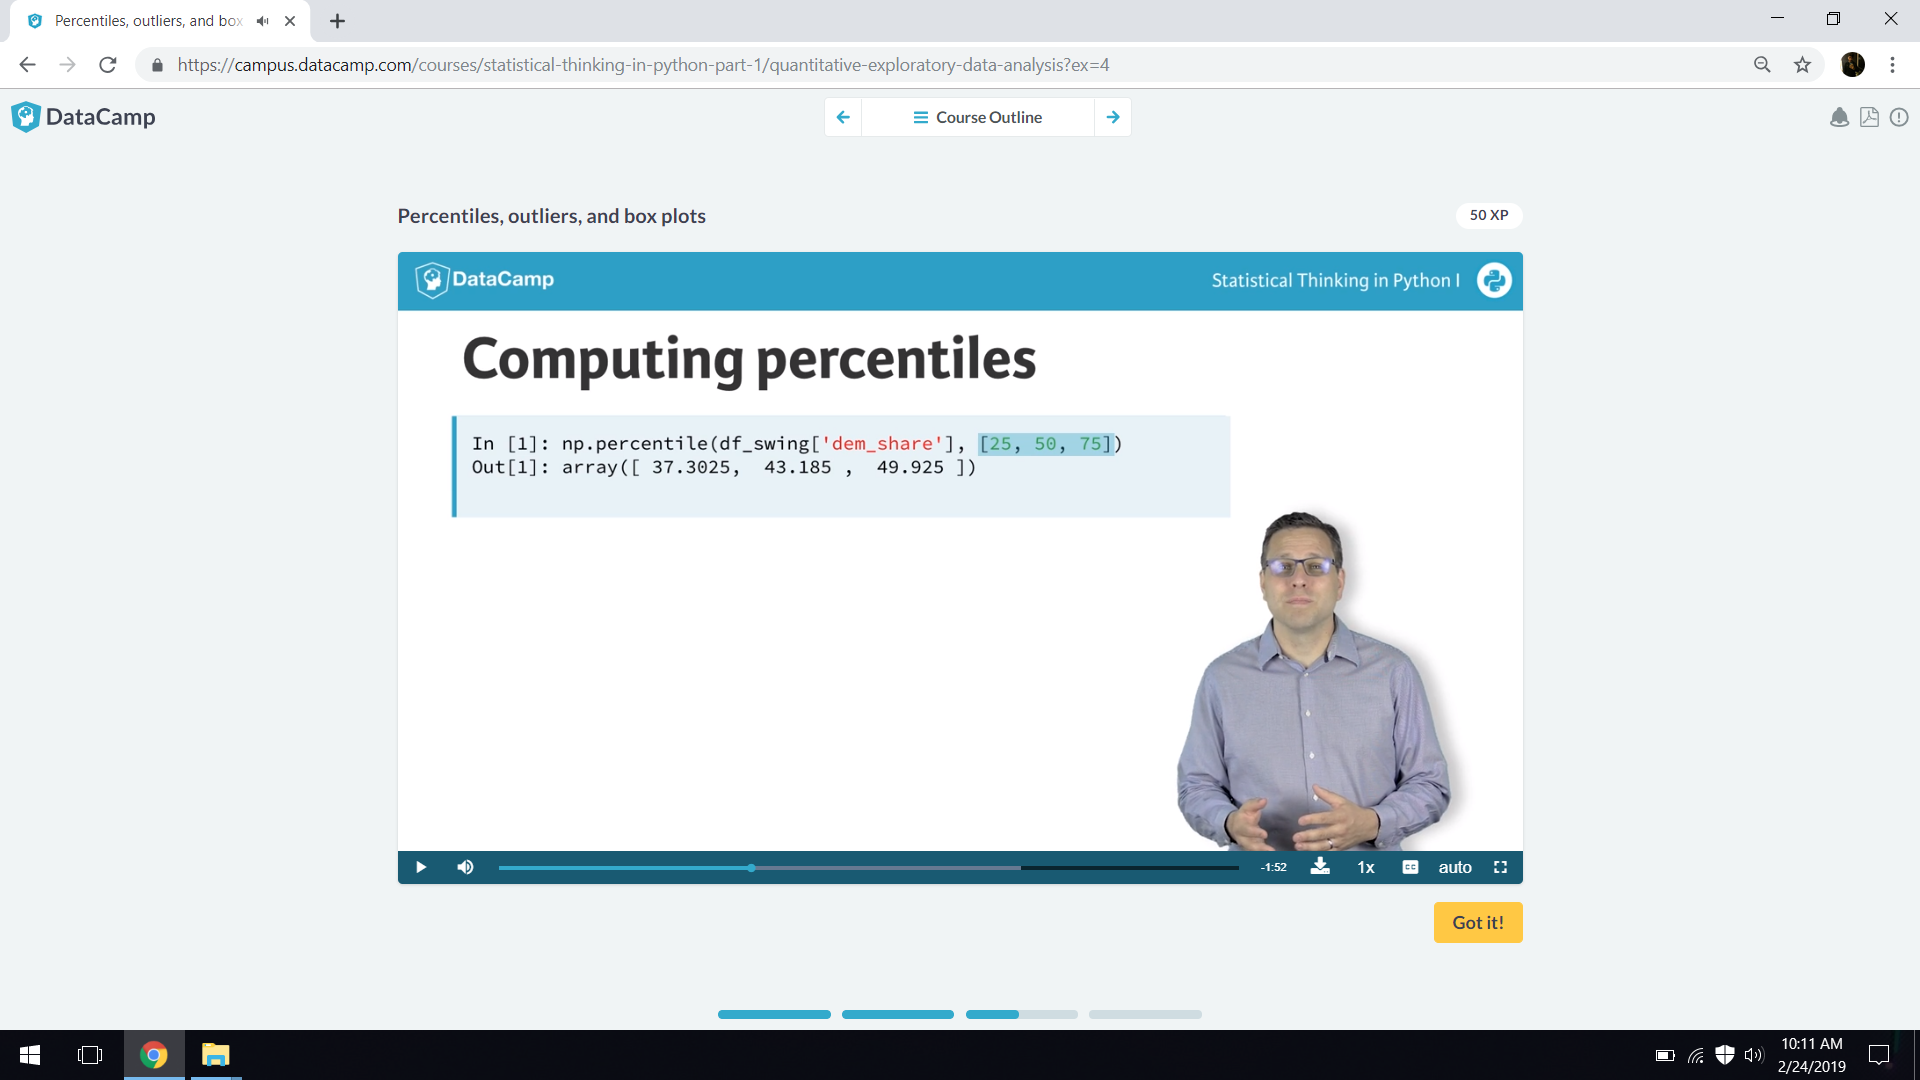 Percentiles, outliers, and box
https://campus.datacamp.com/courses/statistical-thinking-in-python-part-1/quantitative-exploratory-data-analysis?ex=4
DataCamp
Course Outline
Percentiles, outliers, and box plots
50 XP
DataCamp
Statistical Thinking in Python I
Computing percentiles
In [1]: np.percentile(df_swing['dem_share'], [25, 50, 75])
Out[1]: array([ 37.3025,  43.185 ,  49.925 ])
-1:52
1x
CC
auto
Got it!
10:11 AM
2/24/2019